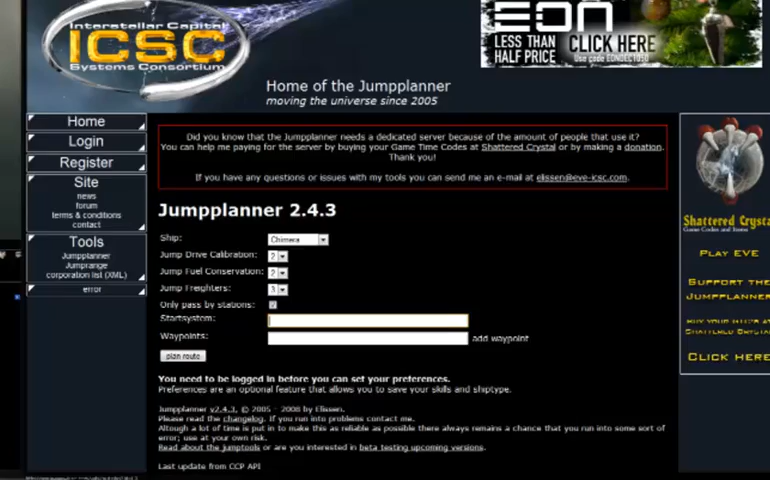 Interstellar Capital
ICSC
Systems Consortium
EON
LESS THAN
HALF PRICE
CLICK HERE
Home of the Jumpplanner
moving the universe since 2005
Home
Login
Register
Site
news
forum
terms & conditions
contact
Tools
Jumpplanner
Jumprange
corporation list (XML)
error
Did you know that the Jumpplanner needs a dedicated server because of the amount of people that use it?
You can help me paying for the server by buying your Game Time Codes at Shattered Crystal or by making a donation.
Thank you!
If you have any questions or issues with my tools you can send me an e-mail at elissen@eve-icsc.com.
Jumpplanner 2.4.3
Ship: Chimera
Jump Drive Calibration: 2
Jump Fuel Conservation: 2
Jump Freighters: 3
Only pass by stations:
Startsystem:
Waypoints: add waypoint
plan route
You need to be logged in before you can set your preferences.
Preferences are an optional feature that allows you to save your skills and shiptype.
Jumpplanner v2.4.3, © 2005 - 2008 by Elissen.
Please read the changelog. If you run into problems contact me.
Altough a lot of time is put in to make this as reliable as possible there always remains a chance that you run into some sort of
error; use at your own risk.
Read about the jumptools or are you interested in beta testing upcoming versions.
Last update from CCP API
Shattered Crystal
Game Codes and Items
Play EVE
Support the
Jumpplanner
Shattered Crystal
Click here